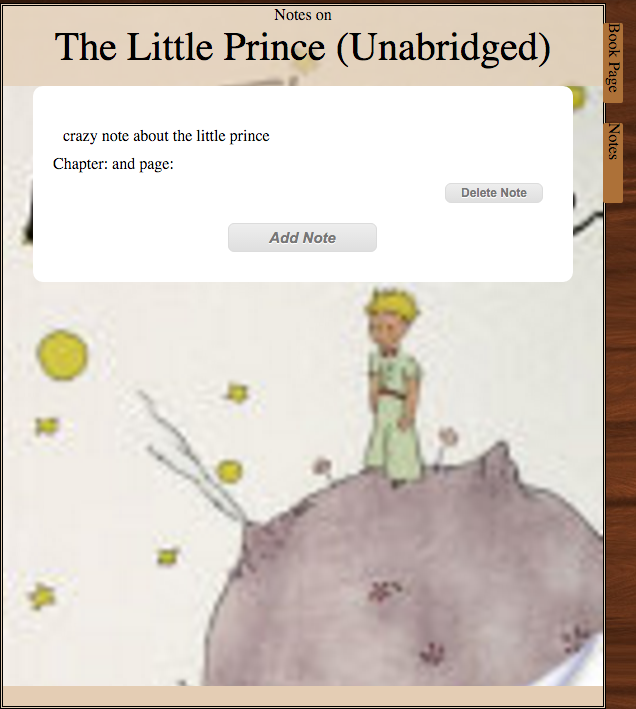 Notes on
The Little Prince (Unabridged)
crazy note about the little prince
Chapter: and page:
Delete Note
Add Note
Book Page
Notes